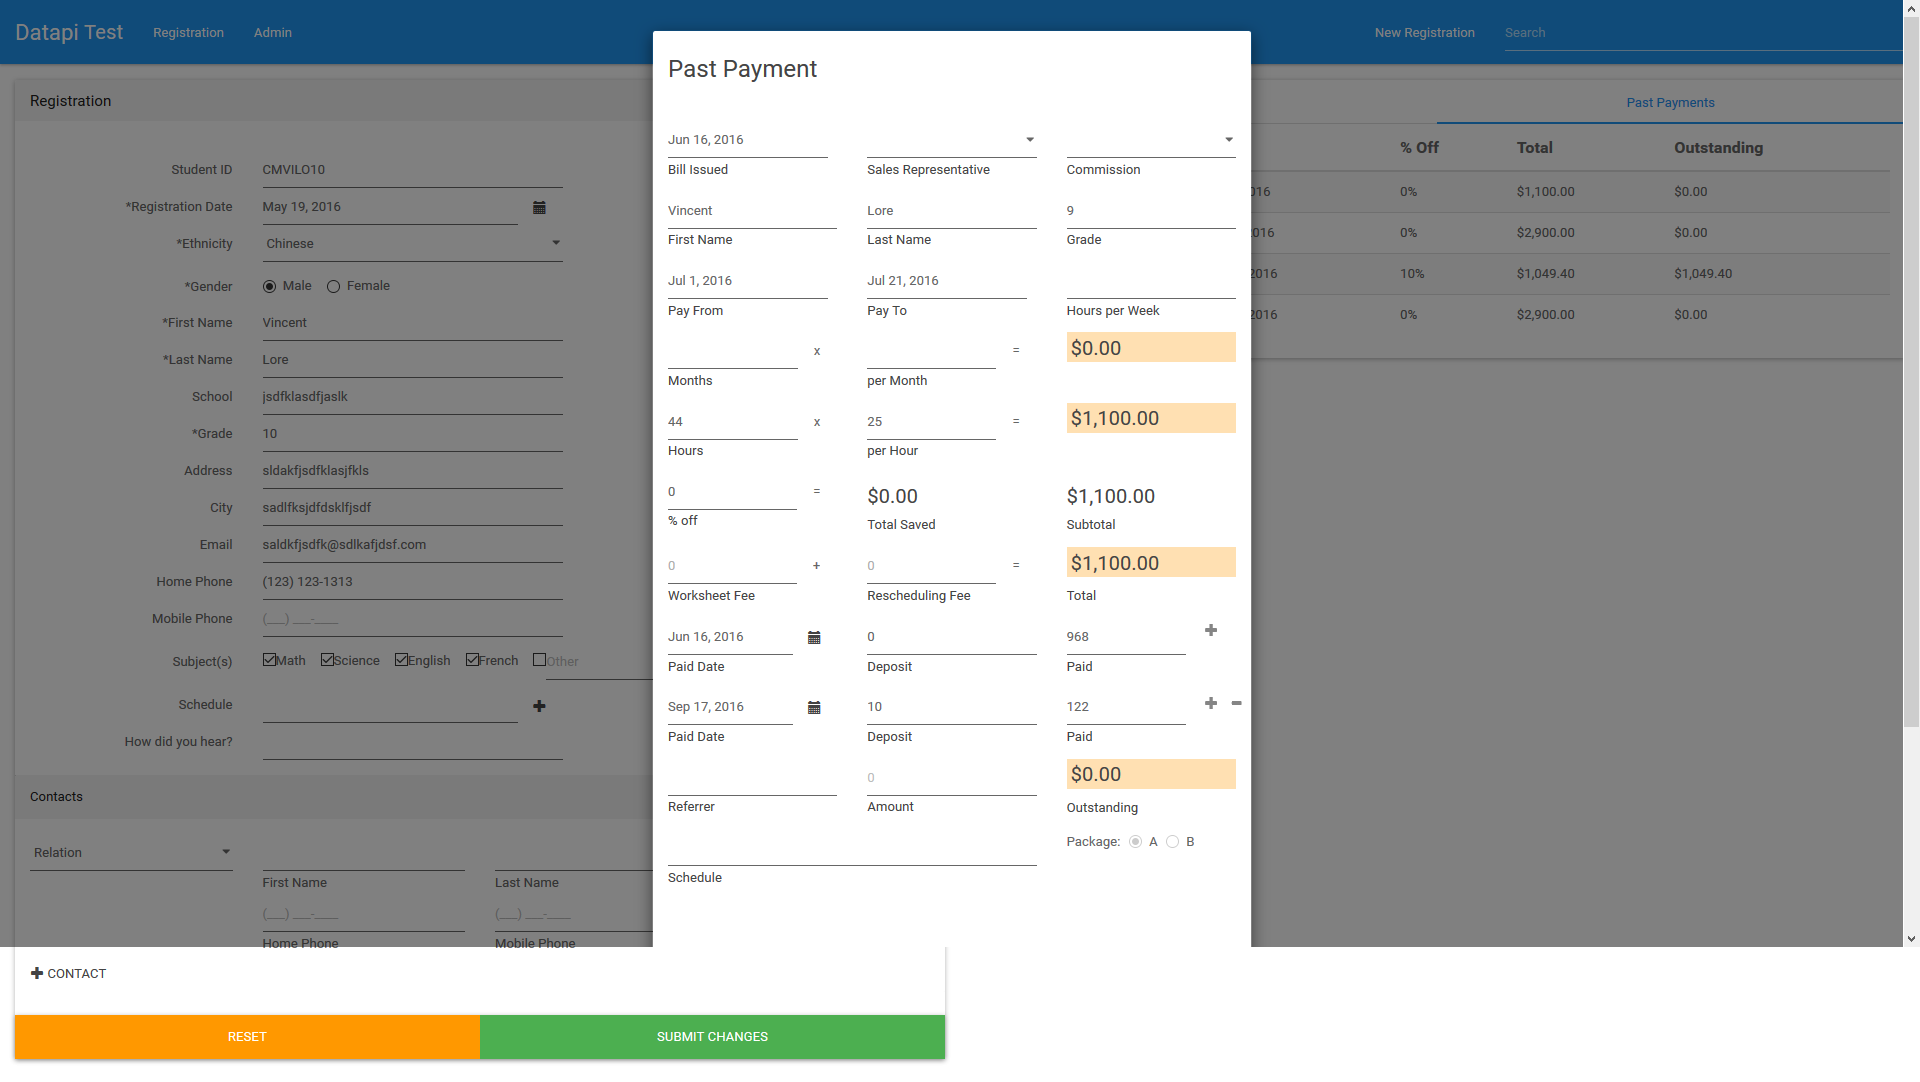 Datapi Test Registration Admin New Registration Search
Registration
Student ID CMVILO10
*Registration Date May 19, 2016
*Ethnicity Chinese
*Gender Male Female
*First Name Vincent
*Last Name Lore
School jsdfklasdfjaslk
*Grade 10
Address sldakfjsdfklasjfkls
City sadlfksjdfdsklfjsdf
Email saldkfjsdfk@sdlkafjdsf.com
Home Phone (123) 123-1313
Mobile Phone (___) ___-____
Subject(s) Math Science English French Other
Schedule
How did you hear?
Contacts
Relation
First Name Last Name
(___) ___-____ (___) ___-____
Home Phone Mobile Phone
CONTACT
RESET SUBMIT CHANGES
Past Payment
Jun 16, 2016
Bill Issued Sales Representative Commission
Vincent Lore 9
First Name Last Name Grade
Jul 1, 2016 Jul 21, 2016
Pay From Pay To Hours per Week
x = $0.00
Months per Month
44 x 25 = $1,100.00
Hours per Hour
0 = $0.00 $1,100.00
% off Total Saved Subtotal
0 + 0 = $1,100.00
Worksheet Fee Rescheduling Fee Total
Jun 16, 2016 0 968
Paid Date Deposit Paid
Sep 17, 2016 10 122
Paid Date Deposit Paid
0 $0.00
Referrer Amount Outstanding
Package: A B
Schedule
Past Payments
% Off Total Outstanding
016 0% $1,100.00 $0.00
2016 0% $2,900.00 $0.00
2016 10% $1,049.40 $1,049.40
2016 0% $2,900.00 $0.00